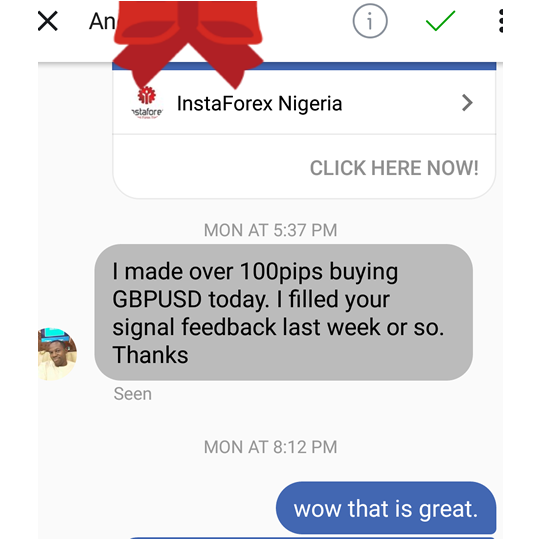 An
InstaForex Nigeria
CLICK HERE NOW!
MON AT 5:37 PM
I made over 100pips buying
GBPUSD today. I filled your
signal feedback last week or so.
Thanks
Seen
MON AT 8:12 PM
wow that is great.